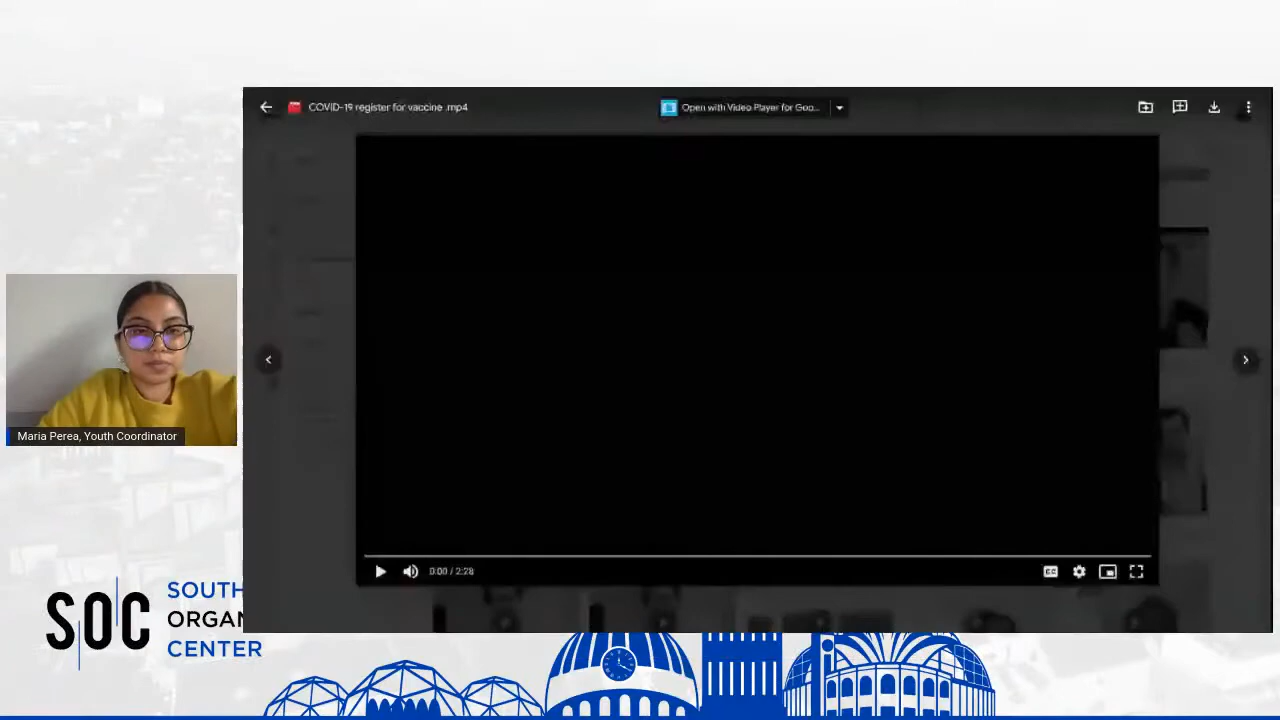 COVID-19 register for vaccine .mp4
Open with Video Player for Goo...
Maria Perea, Youth Coordinator
0:00 / 2:28
CC
SOC
SOUTH
ORGAN
CENTER